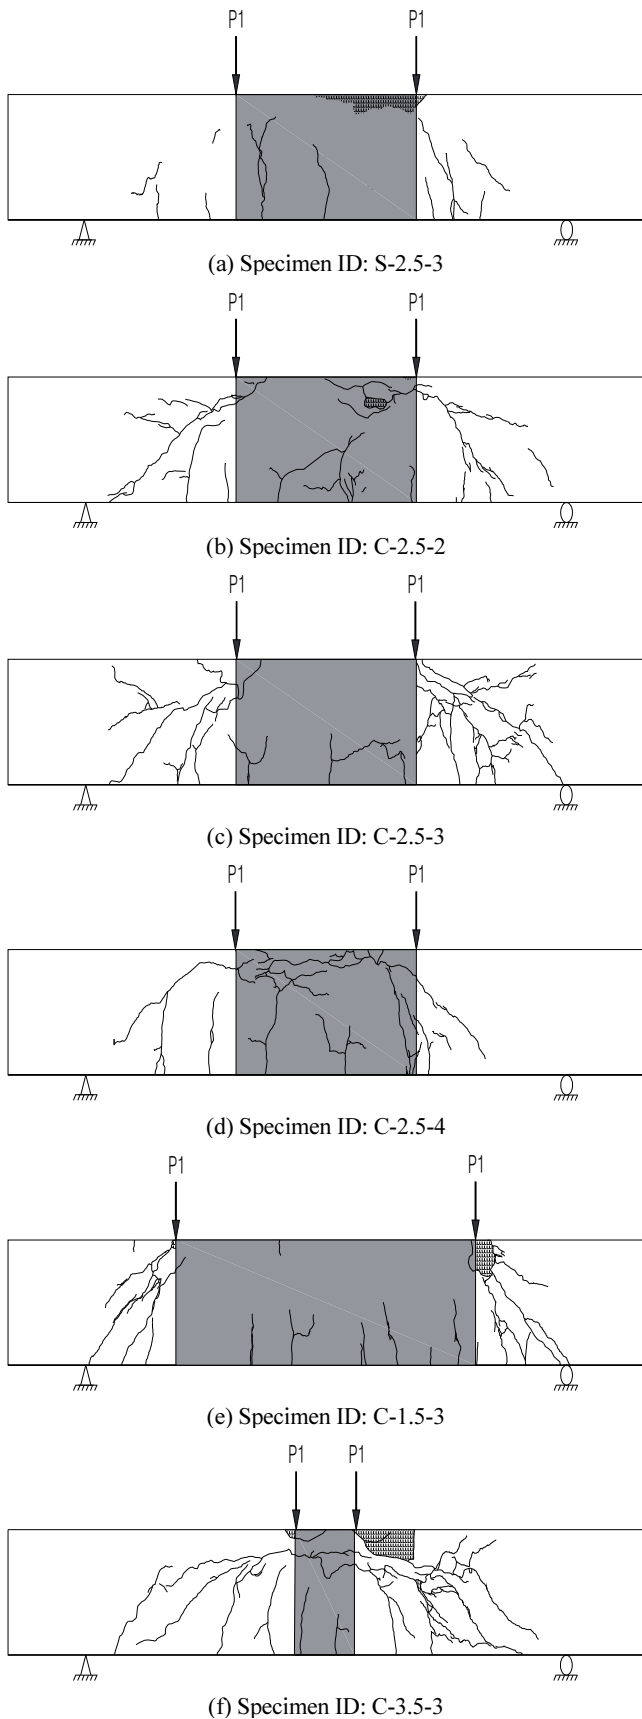 P1 P1
(a) Specimen ID: S-2.5-3
P1 P1
(b) Specimen ID: C-2.5-2
P1 P1
(c) Specimen ID: C-2.5-3
P1 P1
(d) Specimen ID: C-2.5-4
P1 P1
(e) Specimen ID: C-1.5-3
P1 P1
(f) Specimen ID: C-3.5-3